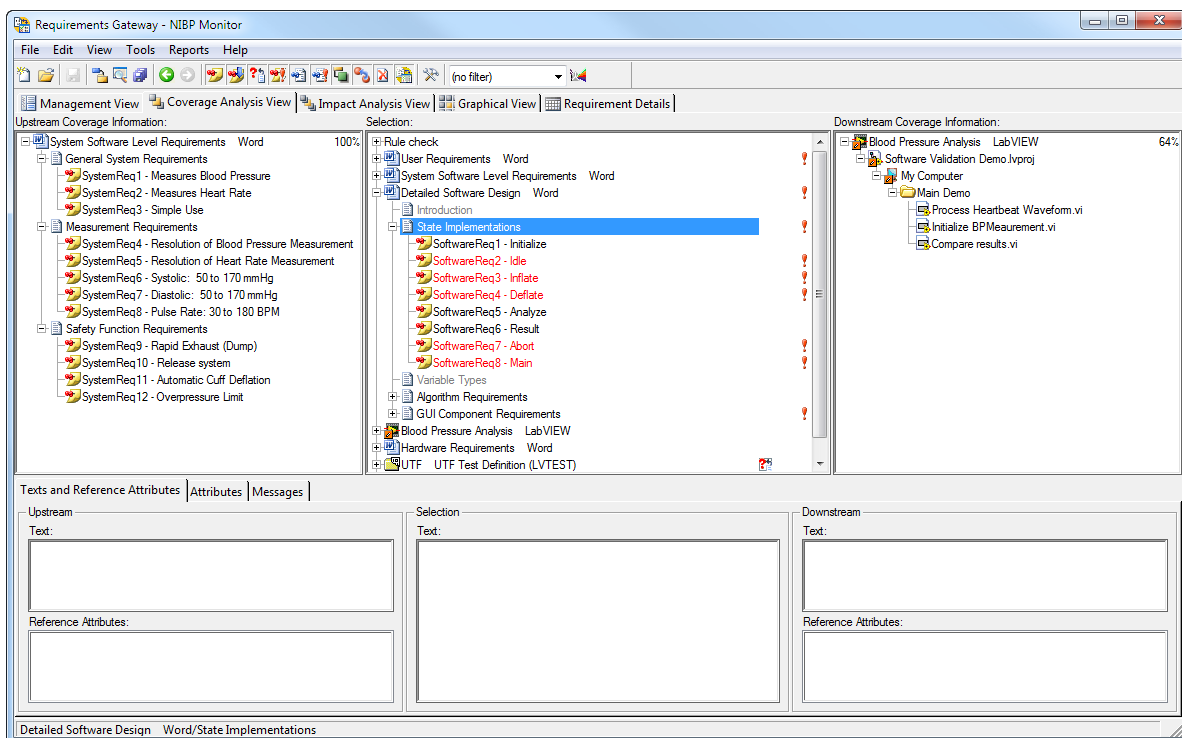 Requirements Gateway - NIBP Monitor
File Edit View Tools Reports Help
(no filter)
Management View Coverage Analysis View Impact Analysis View Graphical View Requirement Details
Upstream Coverage Information:
System Software Level Requirements Word 100%
General System Requirements
SystemReq1 - Measures Blood Pressure
SystemReq2 - Measures Heart Rate
SystemReq3 - Simple Use
Measurement Requirements
SystemReq4 - Resolution of Blood Pressure Measurement
SystemReq5 - Resolution of Heart Rate Measurement
SystemReq6 - Systolic: 50 to 170 mmHg
SystemReq7 - Diastolic: 50 to 170 mmHg
SystemReq8 - Pulse Rate: 30 to 180 BPM
Safety Function Requirements
SystemReq9 - Rapid Exhaust (Dump)
SystemReq10 - Release system
SystemReq11 - Automatic Cuff Deflation
SystemReq12 - Overpressure Limit
Selection:
Rule check
User Requirements Word
System Software Level Requirements Word
Detailed Software Design Word
Introduction
State Implementations
SoftwareReq1 - Initialize
SoftwareReq2 - Idle
SoftwareReq3 - Inflate
SoftwareReq4 - Deflate
SoftwareReq5 - Analyze
SoftwareReq6 - Result
SoftwareReq7 - Abort
SoftwareReq8 - Main
Variable Types
Algorithm Requirements
GUI Component Requirements
Blood Pressure Analysis LabVIEW
Hardware Requirements Word
UTF UTF Test Definition (LVTEST)
Downstream Coverage Information:
Blood Pressure Analysis LabVIEW 64%
Software Validation Demo.lvproj
My Computer
Main Demo
Process Heartbeat Waveform.vi
Initialize BPMeaurement.vi
Compare results.vi
Texts and Reference Attributes Attributes Messages
Upstream
Text:
Reference Attributes:
Selection
Text:
Downstream
Text:
Reference Attributes:
Detailed Software Design Word/State Implementations